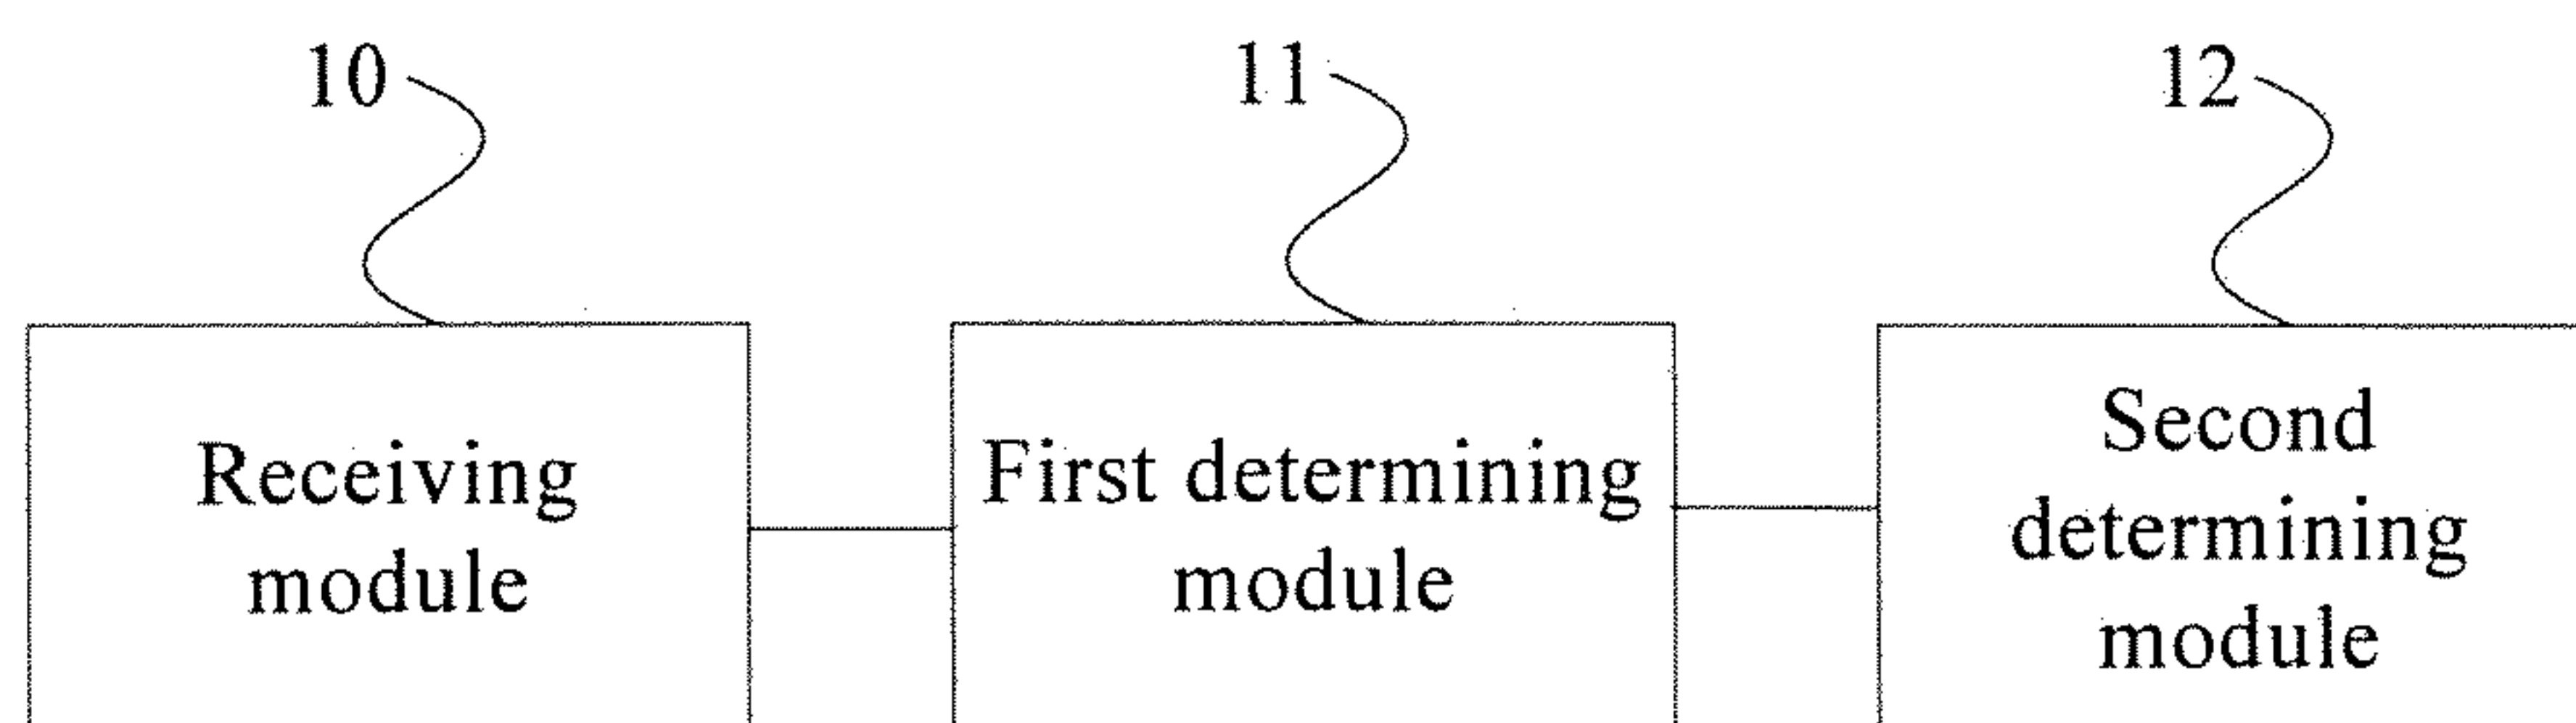 10
11
12
Receiving
module
First determining
module
Second
determining
module